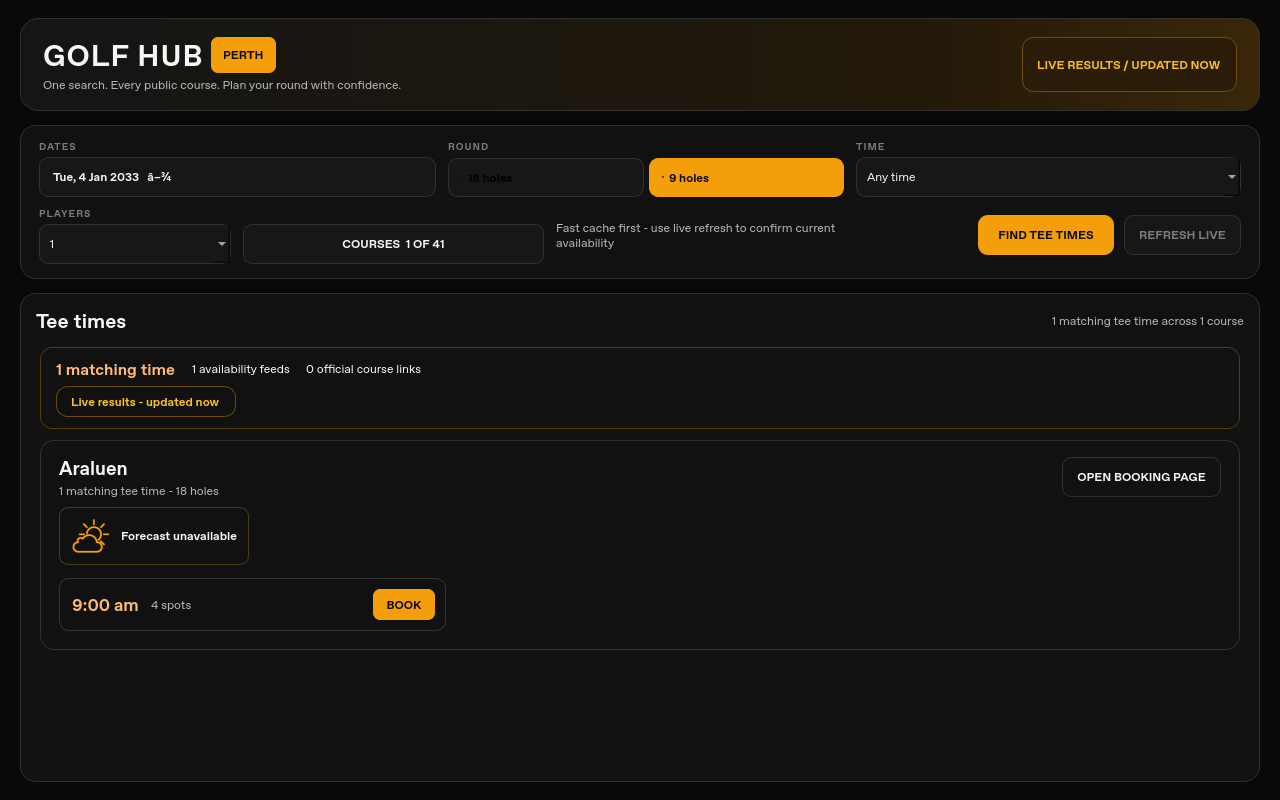 GOLF HUB PERTH
One search. Every public course. Plan your round with confidence.
LIVE RESULTS / UPDATED NOW
DATES
Tue, 4 Jan 2033 â–¾
ROUND
18 holes
· 9 holes
TIME
Any time
PLAYERS
1
COURSES 1 OF 41
Fast cache first - use live refresh to confirm current
availability
FIND TEE TIMES
REFRESH LIVE
Tee times
1 matching tee time across 1 course
1 matching time
1 availability feeds
0 official course links
Live results - updated now
Araluen
1 matching tee time - 18 holes
OPEN BOOKING PAGE
Forecast unavailable
9:00 am
4 spots
BOOK